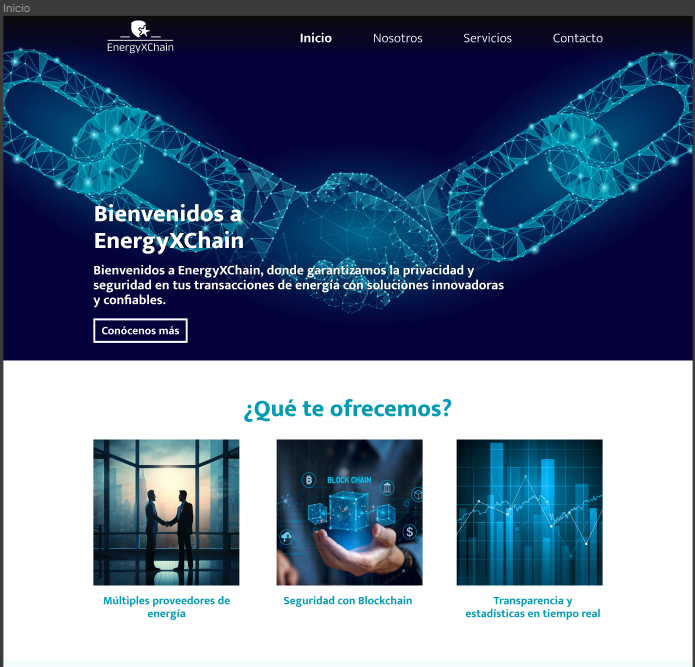 Inicio
EnergyXChain
Inicio Nosotros Servicios Contacto
Bienvenidos a
EnergyXChain
Bienvenidos a EnergyXChain, donde garantizamos la privacidad y
seguridad en tus transacciones de energía con soluciones innovadoras
y confiables.
Conócenos más
¿Qué te ofrecemos?
BLOCK CHAIN
Múltiples proveedores de
energía
Seguridad con Blockchain
Transparencia y
estadísticas en tiempo real